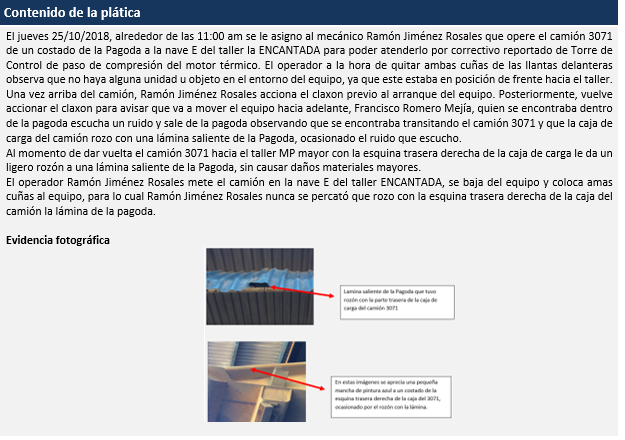 Contenido de la plática
El jueves 25/10/2018, alrededor de las 11:00 am se le asigno al mecánico Ramón Jiménez Rosales que opere el camión 3071
de un costado de la Pagoda a la nave E del taller la ENCANTADA para poder atenderlo por correctivo reportado de Torre de
Control de paso de compresión del motor térmico. El operador a la hora de quitar ambas cuñas de las llantas delanteras
observa que no haya alguna unidad u objeto en el entorno del equipo, ya que este estaba en posición de frente hacia el taller.
Una vez arriba del camión, Ramón Jiménez Rosales acciona el claxon previo al arranque del equipo. Posteriormente, vuelve
accionar el claxon para avisar que va a mover el equipo hacia adelante, Francisco Romero Mejía, quien se encontraba dentro
de la pagoda escucha un ruido y sale de la pagoda observando que se encontraba transitando el camión 3071 y que la caja de
carga del camión rozo con una lámina saliente de la Pagoda, ocasionado el ruido que escucho.
Al momento de dar vuelta el camión 3071 hacia el taller MP mayor con la esquina trasera derecha de la caja de carga le da un
ligero rozón a una lámina saliente de la Pagoda, sin causar daños materiales mayores.
El operador Ramón Jiménez Rosales mete el camión en la nave E del taller ENCANTADA, se baja del equipo y coloca amas
cuñas al equipo, para lo cual Ramón Jiménez Rosales nunca se percató que rozo con la esquina trasera derecha de la caja del
camión la lámina de la pagoda.
Evidencia fotográfica
Lamina saliente de la Pagoda que tuvo
rozón con la parte trasera de la caja de
carga del camión 3071
En estas imágenes se aprecia una pequeña
mancha de pintura azul a un costado de la
esquina trasera derecha de la caja del 3071,
ocasionado por el rozón con la lámina.